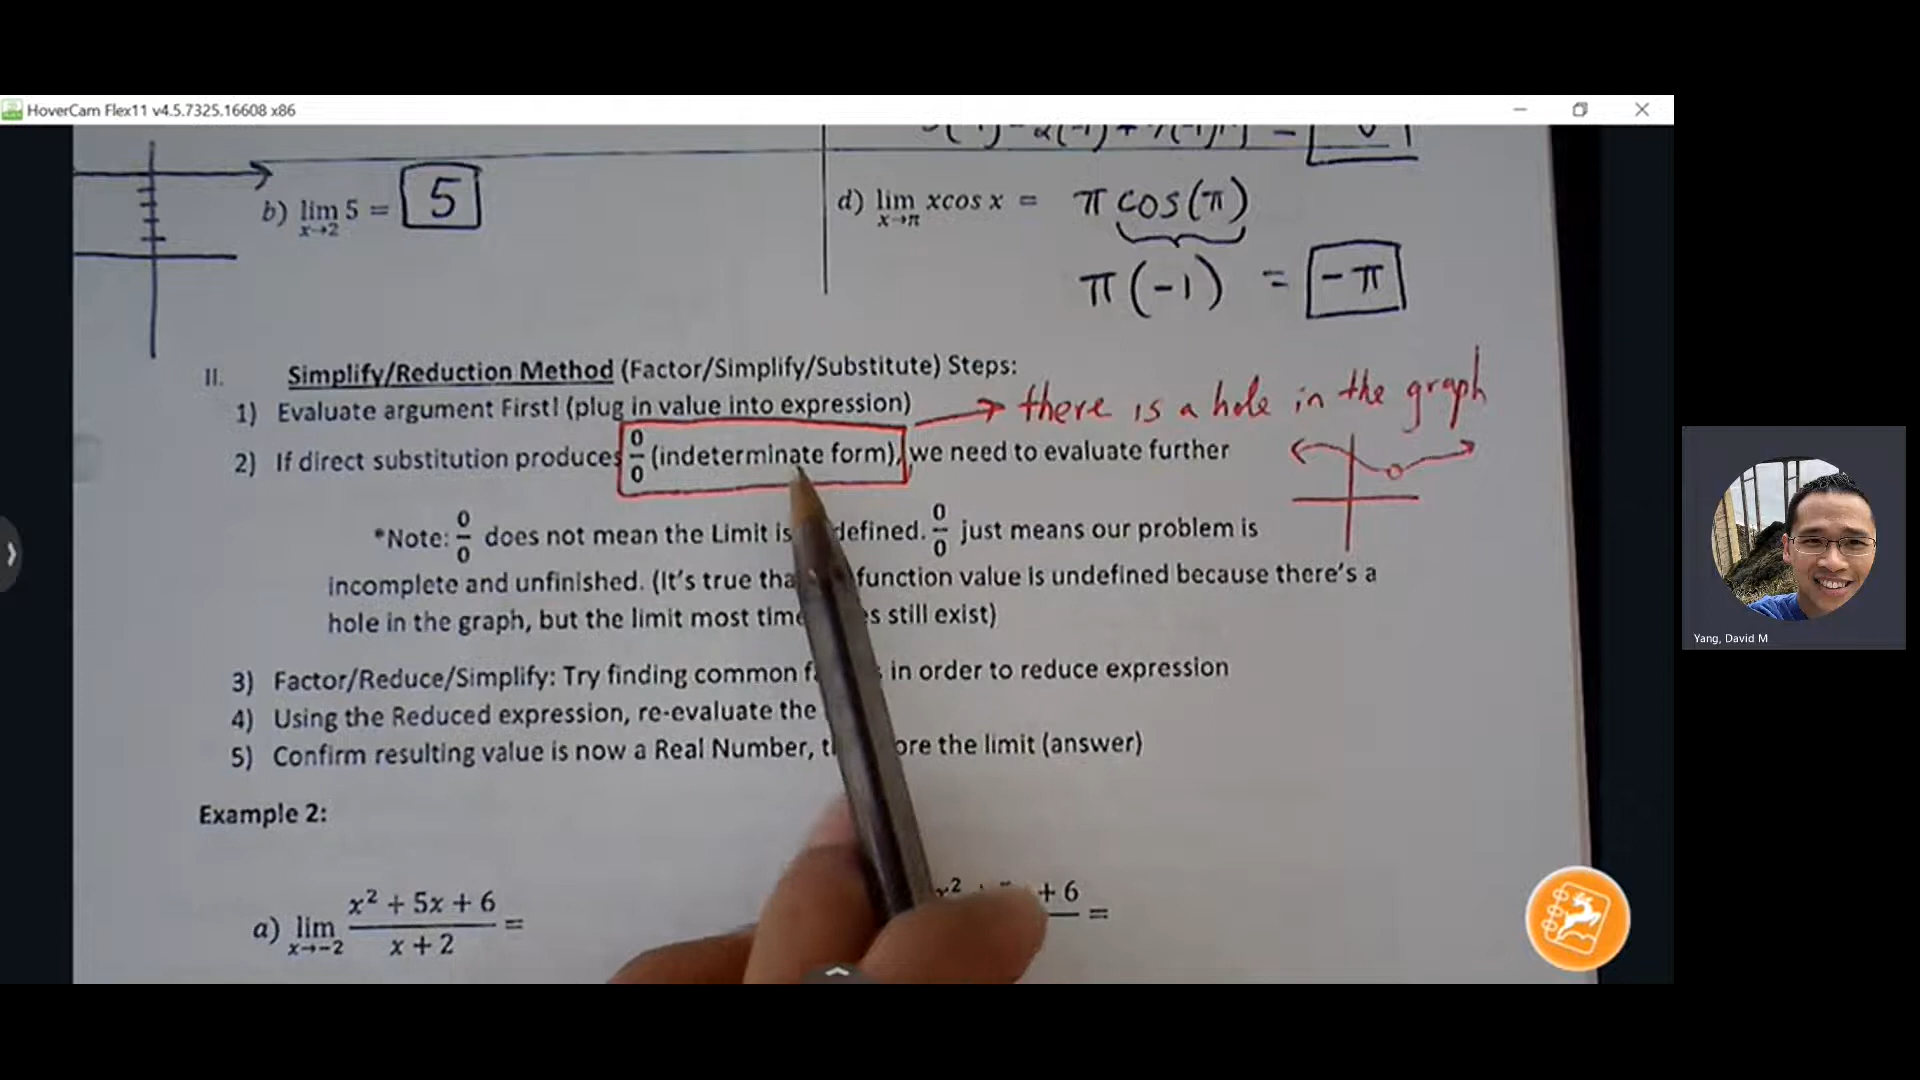 HoverCam Flex11 v4.5.7325.16608 x86
b) lim x→2 5 = 5
d) lim x→π xcos x = π cos(π)
π(-1) = -π
II. Simplify/Reduction Method (Factor/Simplify/Substitute) Steps:
1) Evaluate argument First! (plug in value into expression)
there is a hole in the graph
2) If direct substitution produces 0/0 (indeterminate form), we need to evaluate further
*Note: 0/0 does not mean the Limit is defined. 0/0 just means our problem is
incomplete and unfinished. (It's true function value is undefined because there's a
hole in the graph, but the limit most still exist)
3) Factor/Reduce/Simplify: Try finding common in order to reduce expression
4) Using the Reduced expression, re-evaluate the
5) Confirm resulting value is now a Real Number, the limit (answer)
Example 2:
a) lim x→-2 x² + 5x + 6 / x + 2 =
+ 6 =
Yang, David M